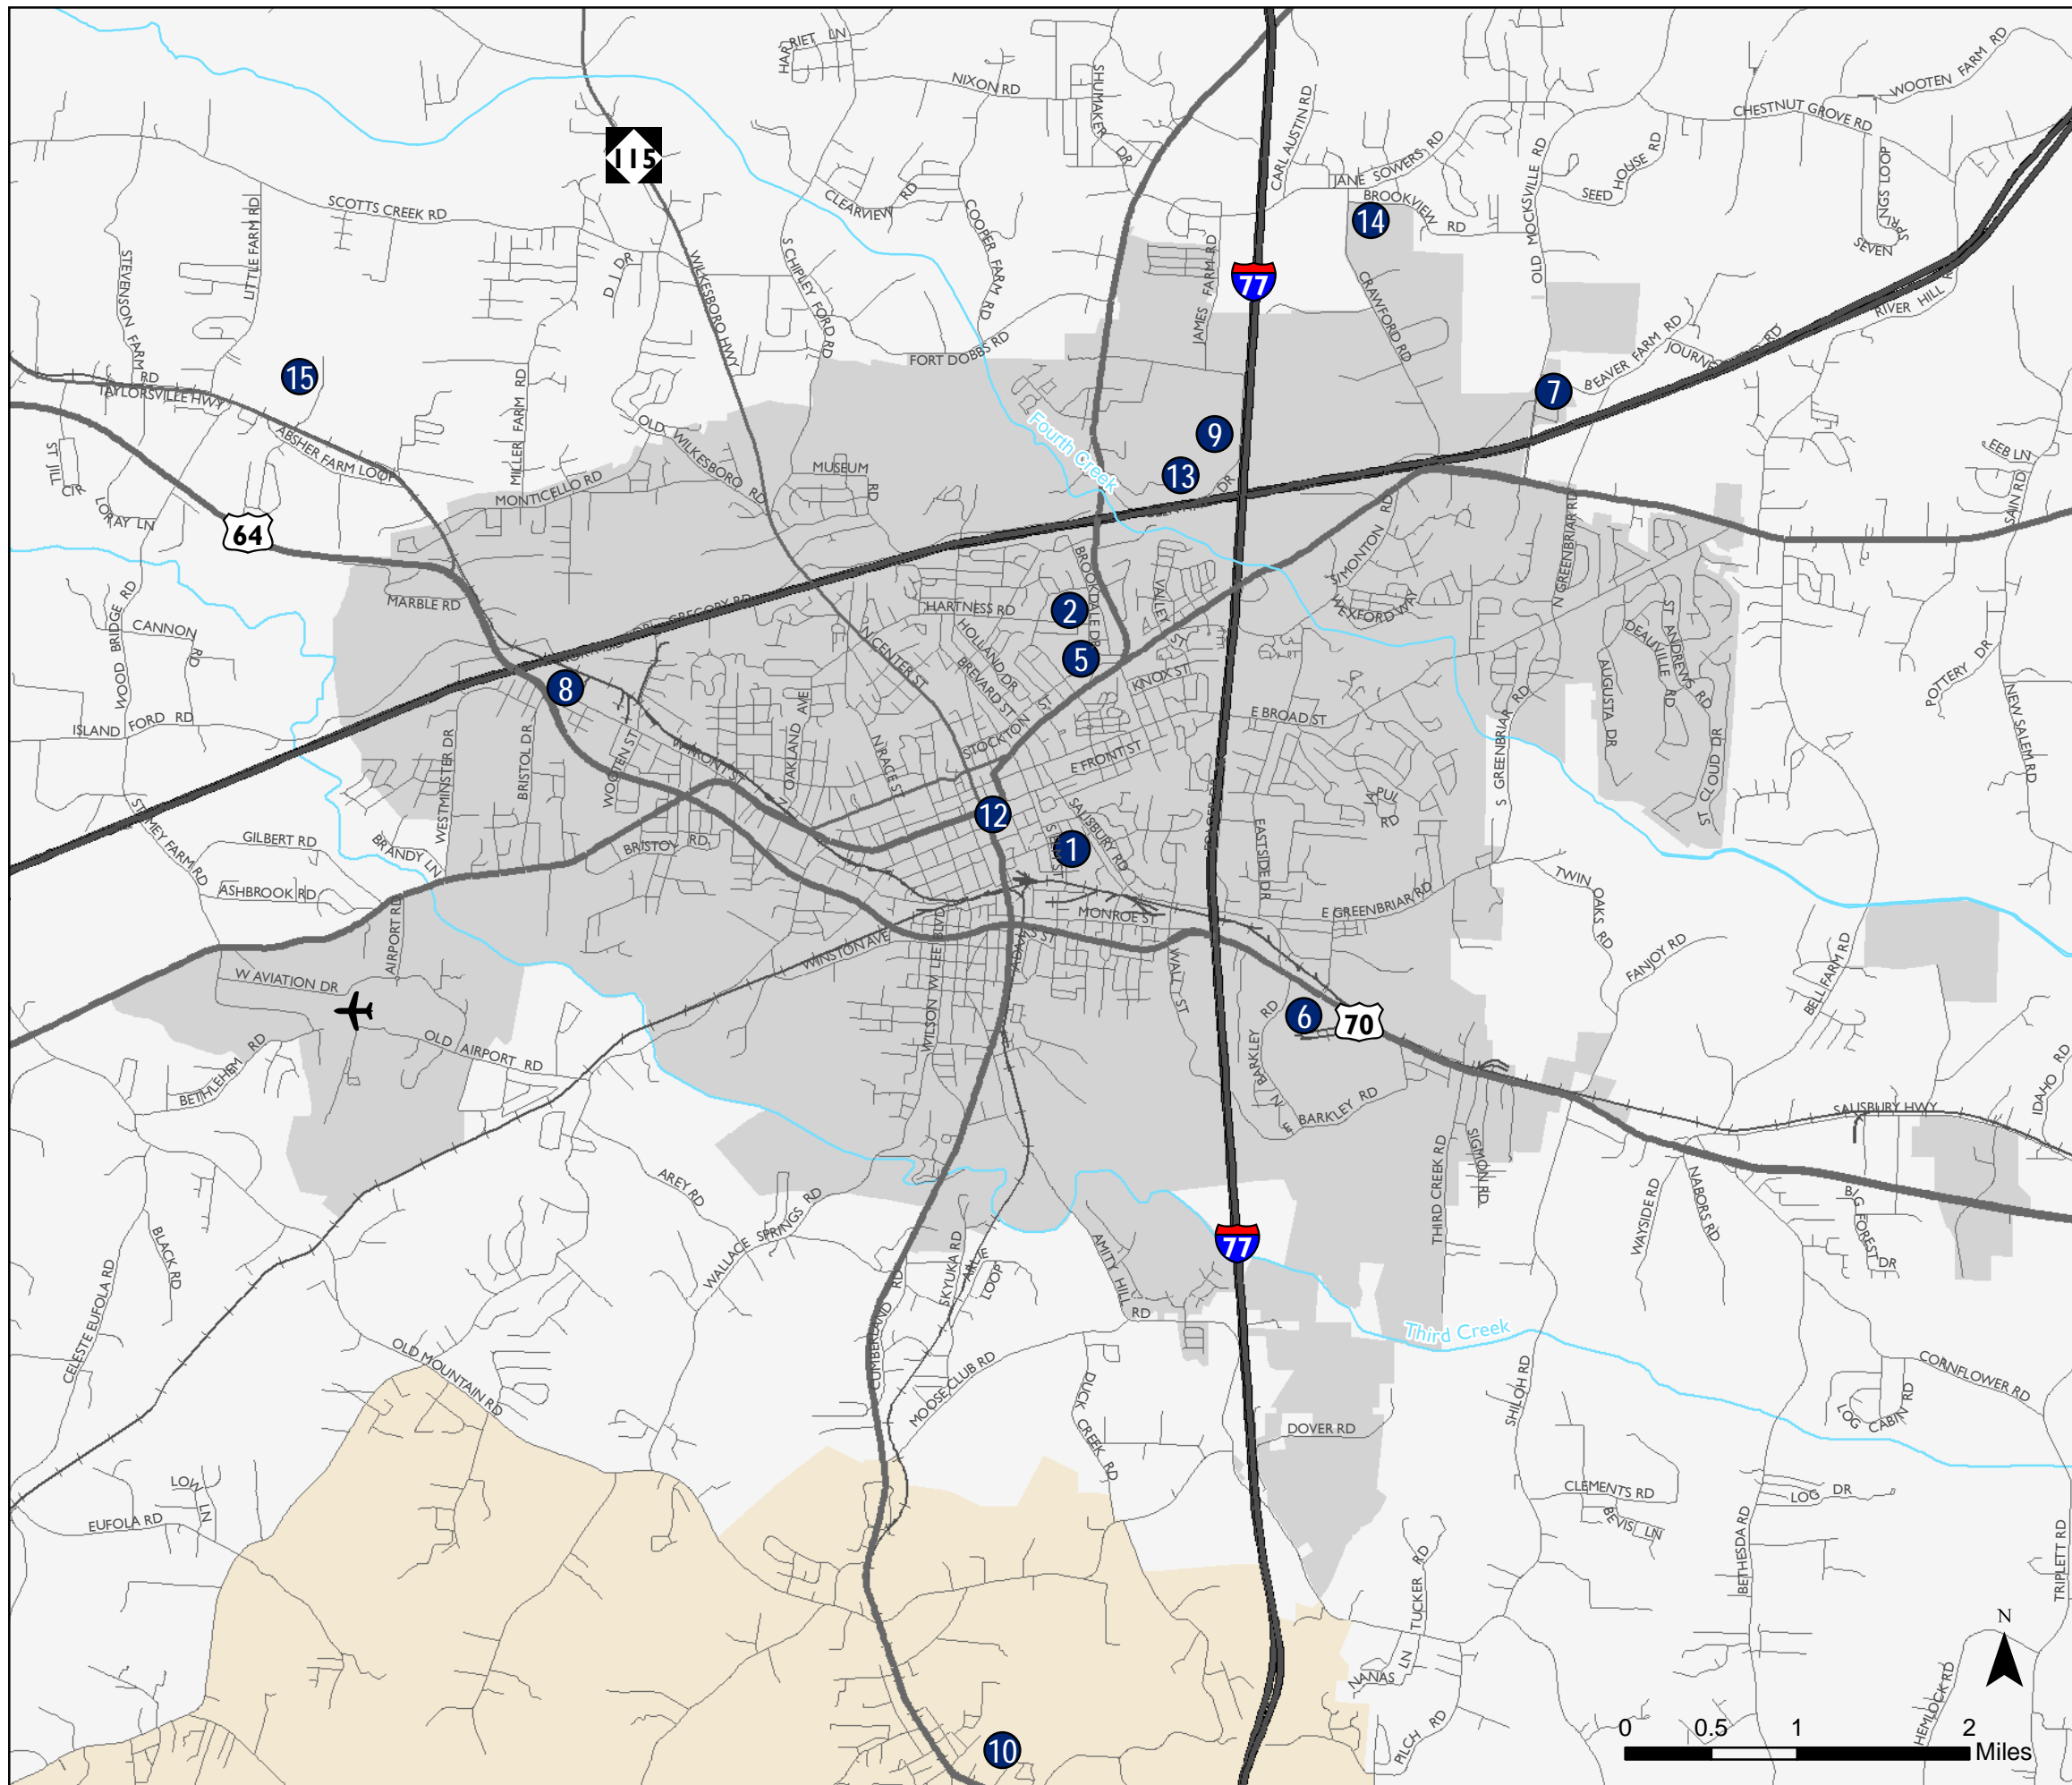 HARRIET LN
NIXON RD
SHUMAKER DR
CARL AUSTIN RD
WOOTEN FARM RD
CHESTNUT GROVE RD
115
JANE SOWERS RD
OLD MOCKSVILLE RD
SEED HOUSE RD
SPRINGS LOOP
SEVEN
SCOTTS CREEK RD
LITTLE FARM RD
STEVENSON FARM RD
CLEARVIEW RD
COOPER FARM RD
BROOKVIEW RD
14
D J DR
WILKESBORO HWY
S CHIPLEY FORD RD
JAMES FARM RD
77
CRAWFORD RD
RIVER HILL
FORT DOBBS RD
BEAVER FARM RD
15
7
TAYLORSVILLE HWY
MILLER FARM RD
ABSHER FARM LOOP
OLD WILKESBORO RD
Fourth Creek
9
13
DR
ST JILL CIR
LORAY LN
MONTICELLO RD
MUSEUM RD
SAIN RD
64
SIMONTON RD
N GREENBRIAR RD
BROOKDALE DR
VALLEY ST
MARBLE RD
HARTNESS RD
2
WEXFORD WAY
WOOD BRIDGE RD
CANNON RD
HOLLAND DR
BREVARD ST
N CENTER ST
5
KNOX ST
ST ANDREWS RD
DEAUVILLE RD
AUGUSTA DR
POTTERY DR
8
ISLAND FORD RD
WESTMINSTER DR
BRISTOL DR
WOOTEN ST
W FRONT ST
OAKLAND AVE
N RACE ST
STOCKTON
E FRONT ST
E BROAD ST
S GREENBRIAR RD
ST CLOUD DR
NEW SALEM RD
STAMEY FARM RD
GILBERT RD
BRANDY LN
BRISTOL RD
12
SALISBURY RD
1
EASTSIDE DR
ASHBROOK RD
AIRPORT RD
TWIN OAKS RD
MONROE ST
E GREENBRIAR RD
WINSTON AVE
WILSON W LEE BLVD
WALL ST
FANJOY RD
BELL FARM RD
W AVIATION DR
OLD AIRPORT RD
6
70
BETHLEHEM RD
N BARKLEY RD
E BARKLEY RD
SALISBURY HWY
IDAHO RD
THIRD CREEK RD
SIGMON RD
AREY RD
WALLACE SPRINGS RD
WAYSIDE RD
NABORS RD
BIG FOREST DR
BLACK RD
CELESTE EUFOLA RD
SKYUKA RD
ARLIE LOOP
AMITY HILL RD
77
CUMBERLAND RD
Third Creek
OLD MOUNTAIN RD
MOOSE CLUB RD
DUCK CREEK RD
DOVER RD
SHILOH RD
CORNFLOWER RD
LOG CABIN RD
LOW LN
EUFOLA RD
CLEMENTS RD
BEVIS LN
LOG DR
BETHESDA RD
TRIPLETT RD
TUCKER RD
NANAS LN
PILCH RD
HEMLOCK RD
N
10
0 0.5 1 2
Miles